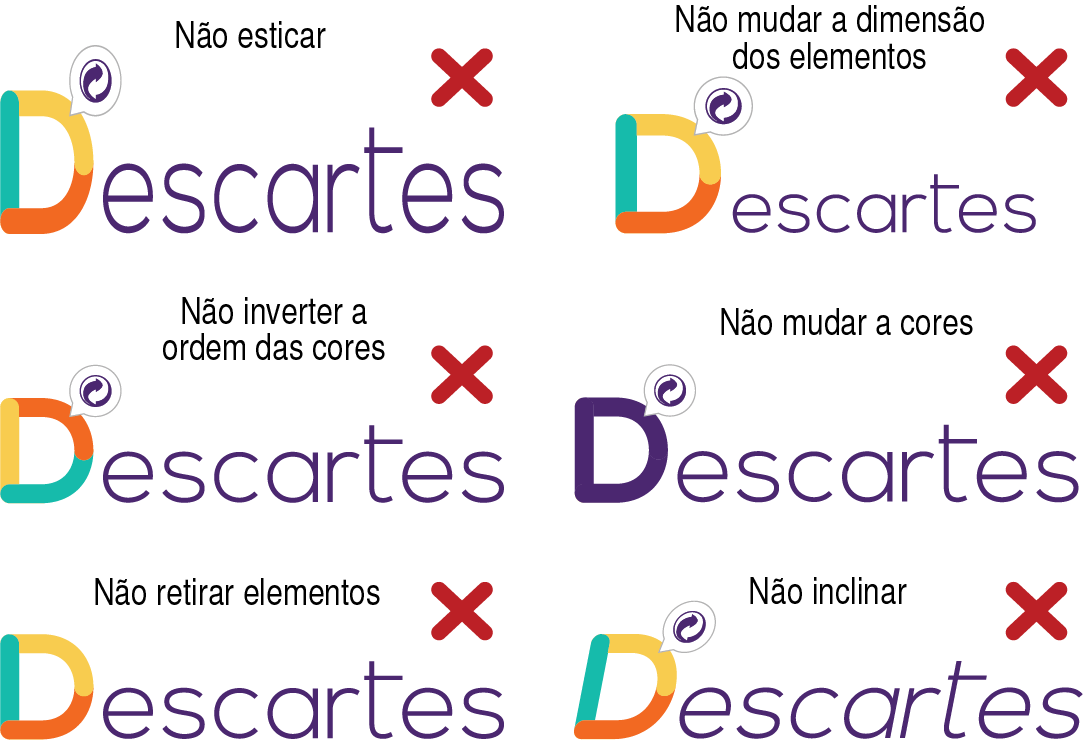 Não esticar
Descartes
Não mudar a dimensão
dos elementos
Descartes
Não inverter a
ordem das cores
Descartes
Não mudar a cores
Descartes
Não retirar elementos
Descartes
Não inclinar
Descartes